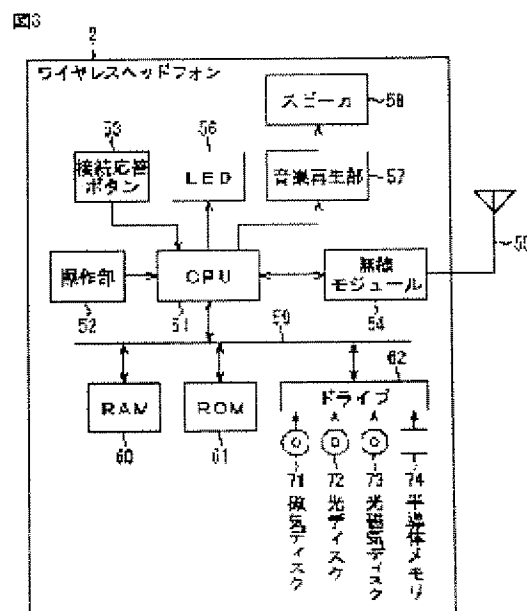 図3
2
ワイヤレスヘッドフォン
スピーカ
58
53
56
接続応答
ボタン
LED
音楽再生部
57
操作部
CPU
無線
モジュール
55
52
51
54
59
62
ドライブ
RAM
ROM
60
61
71
72
73
74
磁気ディスク
光ディスク
光磁気ディスク
半導体メモリ